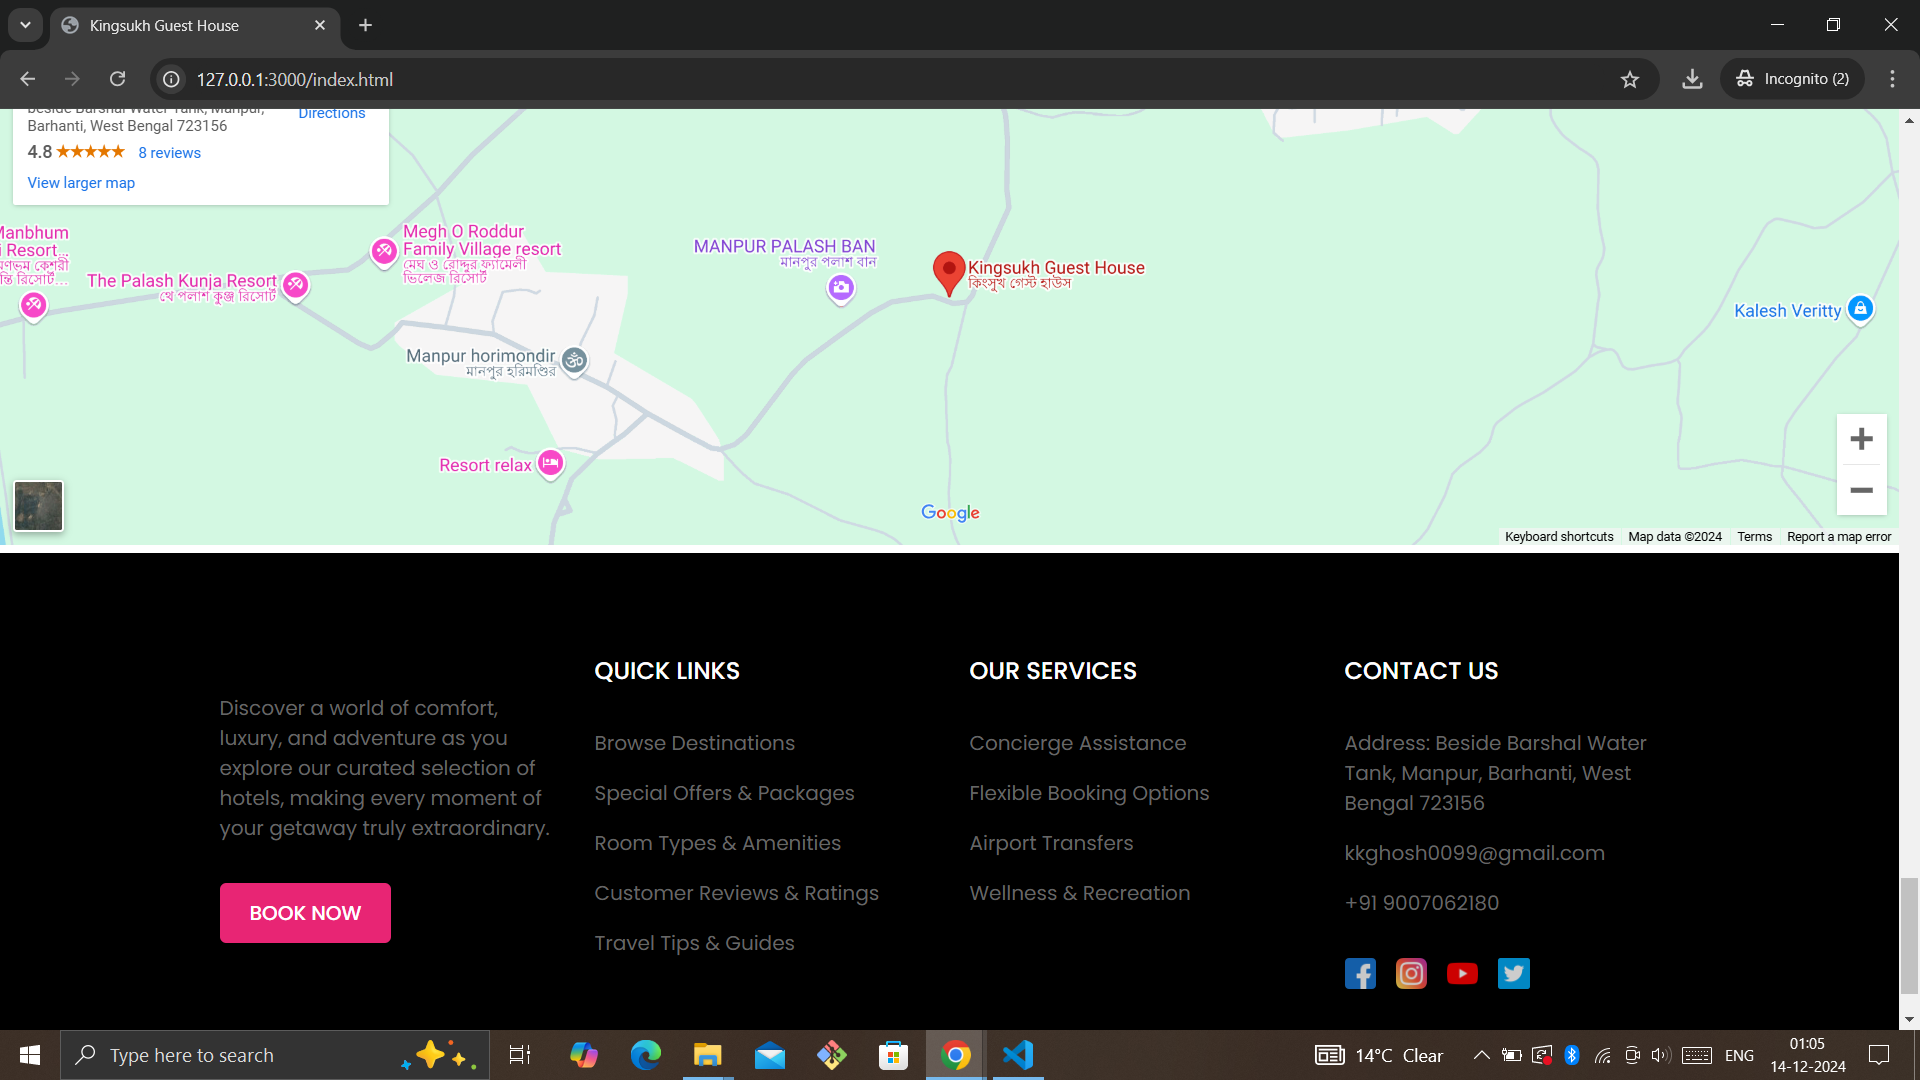 Kingsukh Guest House
127.0.0.1:3000/index.html
Incognito (2)
Beside Barshal Water Tank, Manpur,
Barhanti, West Bengal 723156
Directions
4.8
8 reviews
View larger map
Manbhum
i Resort...
The Palash Kunja Resort
খে পলাশ কুঞ্জ রিসোর্ট
Megh O Roddur
Family Village resort
মেঘ ও রোদ্দুর ফ্যামেলী
ভিলেজ রিসোর্ট
MANPUR PALASH BAN
মানপুর পলাশ বান
Kingsukh Guest House
কিংসুখ গেস্ট হাউস
Kalesh Veritty
Manpur horimondir
মানপুর হরিমণ্ডির
Resort relax
Google
Keyboard shortcuts
Map data ©2024
Terms
Report a map error
Discover a world of comfort,
luxury, and adventure as you
explore our curated selection of
hotels, making every moment of
your getaway truly extraordinary.
BOOK NOW
QUICK LINKS
Browse Destinations
Special Offers & Packages
Room Types & Amenities
Customer Reviews & Ratings
Travel Tips & Guides
OUR SERVICES
Concierge Assistance
Flexible Booking Options
Airport Transfers
Wellness & Recreation
CONTACT US
Address: Beside Barshal Water
Tank, Manpur, Barhanti, West
Bengal 723156
kkghosh0099@gmail.com
+91 9007062180
Type here to search
14°C Clear
ENG
01:05
14-12-2024